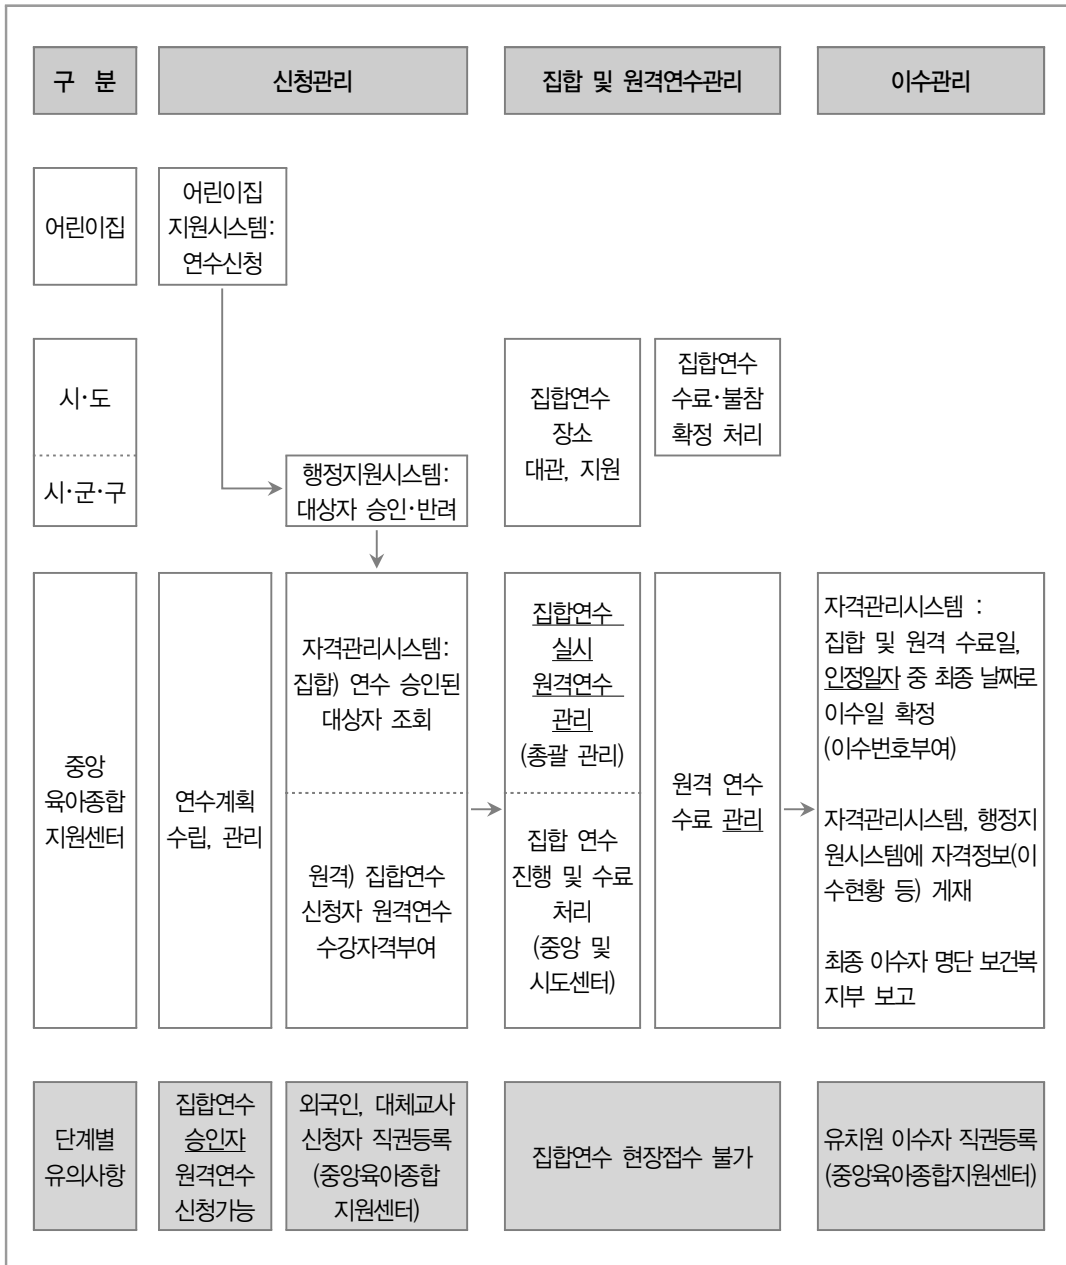 구 분
신청관리
집합 및 원격연수관리
이수관리
어린이집
어린이집
지원시스템:
연수신청
시·도
시·군·구
행정지원시스템:
대상자 승인·반려
집합연수
장소
대관, 지원
집합연수
수료·불참
확정 처리
중앙
육아종합
지원센터
연수계획
수립, 관리
자격관리시스템:
집합) 연수 승인된
대상자 조회
원격) 집합연수
신청자 원격연수
수강자격부여
집합연수
실시
원격연수
관리
(총괄 관리)
집합 연수
진행 및 수료
처리
(중앙 및
시도센터)
원격 연수
수료 관리
자격관리시스템 :
집합 및 원격 수료일,
인정일자 중 최종 날짜로
이수일 확정
(이수번호부여)
자격관리시스템, 행정지
원시스템에 자격정보(이
수현황 등) 게재
최종 이수자 명단 보건복
지부 보고
단계별
유의사항
집합연수
승인자
원격연수
신청가능
외국인, 대체교사
신청자 직권등록
(중앙육아종합
지원센터)
집합연수 현장접수 불가
유치원 이수자 직권등록
(중앙육아종합지원센터)